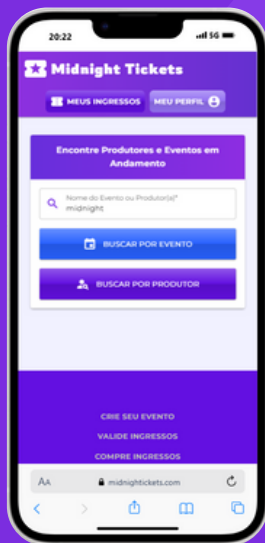 20:22
5G
Midnight Tickets
MEUS INGRESSOS
MEU PERFIL
Encontre Produtores e Eventos em
Andamento
Nome do Evento ou Produtor(a)*
midnight
BUSCAR POR EVENTO
BUSCAR POR PRODUTOR
CRIE SEU EVENTO
VALIDE INGRESSOS
COMPRE INGRESSOS
AA
midnightickets.com